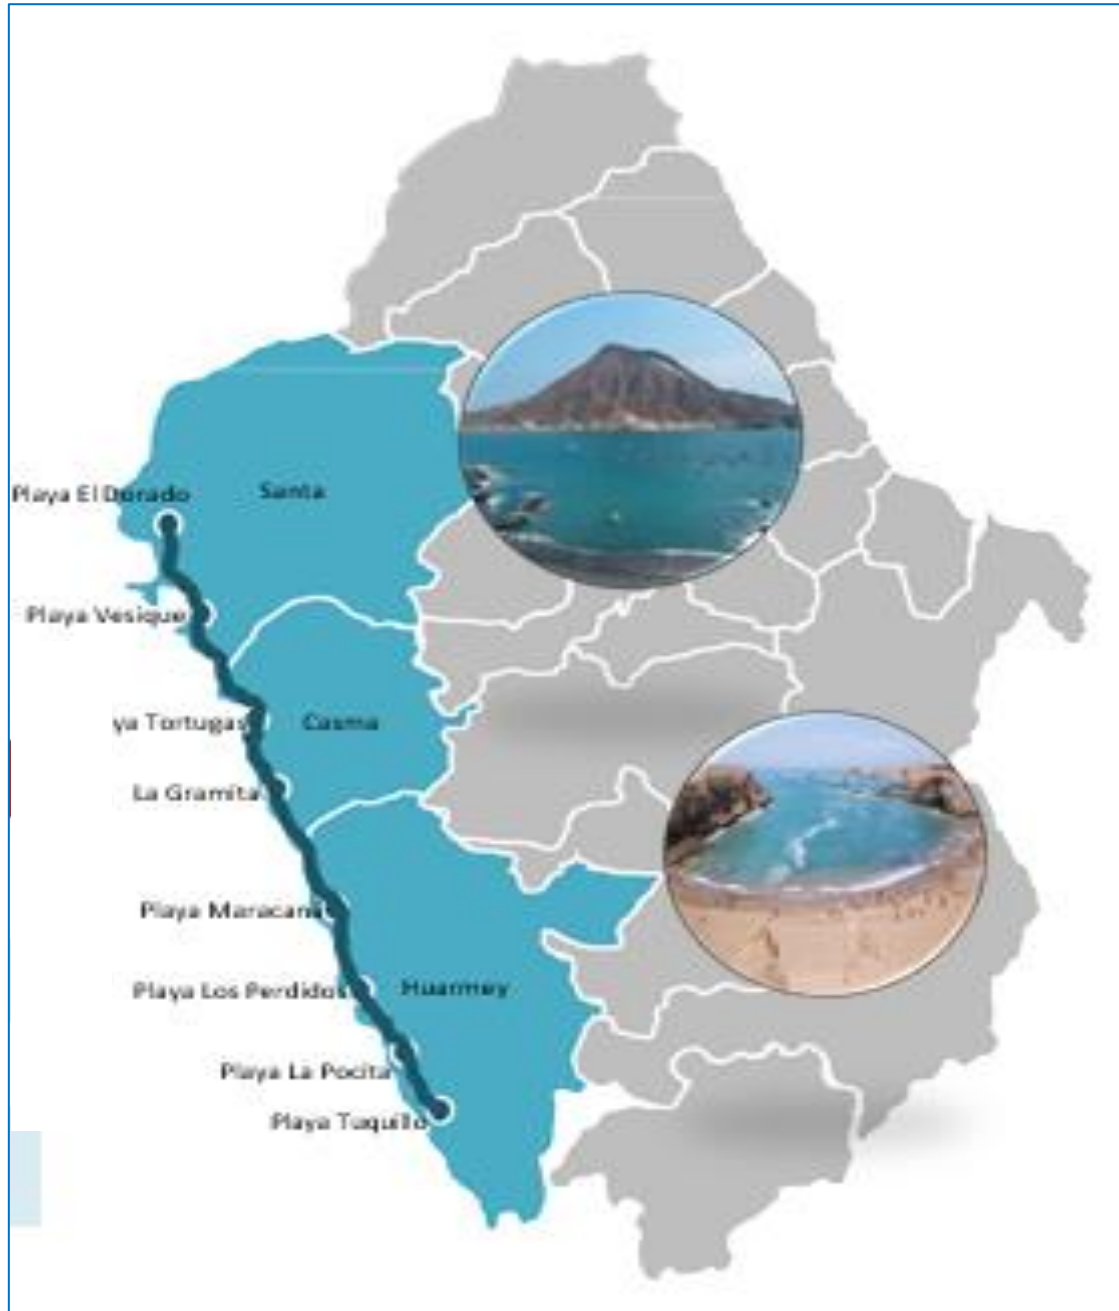 Playa El Dorado
Santa
Playa Vesique
ya Tortugas
Casma
La Gramita
Playa Maracana
Playa Los Perdidos
Huarmey
Playa La Pocita
Playa Tuquillo